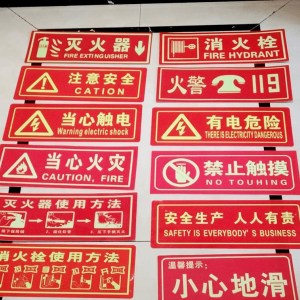 灭火器
FIRE EXTINGUISHER
注意安全
CATION
当心触电
Warning electric shock
当心火灾
CAUTION, FIRE
灭火器使用方法
消火栓使用方法
消火栓
FIRE HYDRANT
火警 119
有电危险
THERE IS ELECTRICITY DANGEROUS
禁止触摸
NO TOUHING
安全生产 人人有责
SAFETY IS EVERYBODY'S BUSINESS
温馨提示:
小心地滑